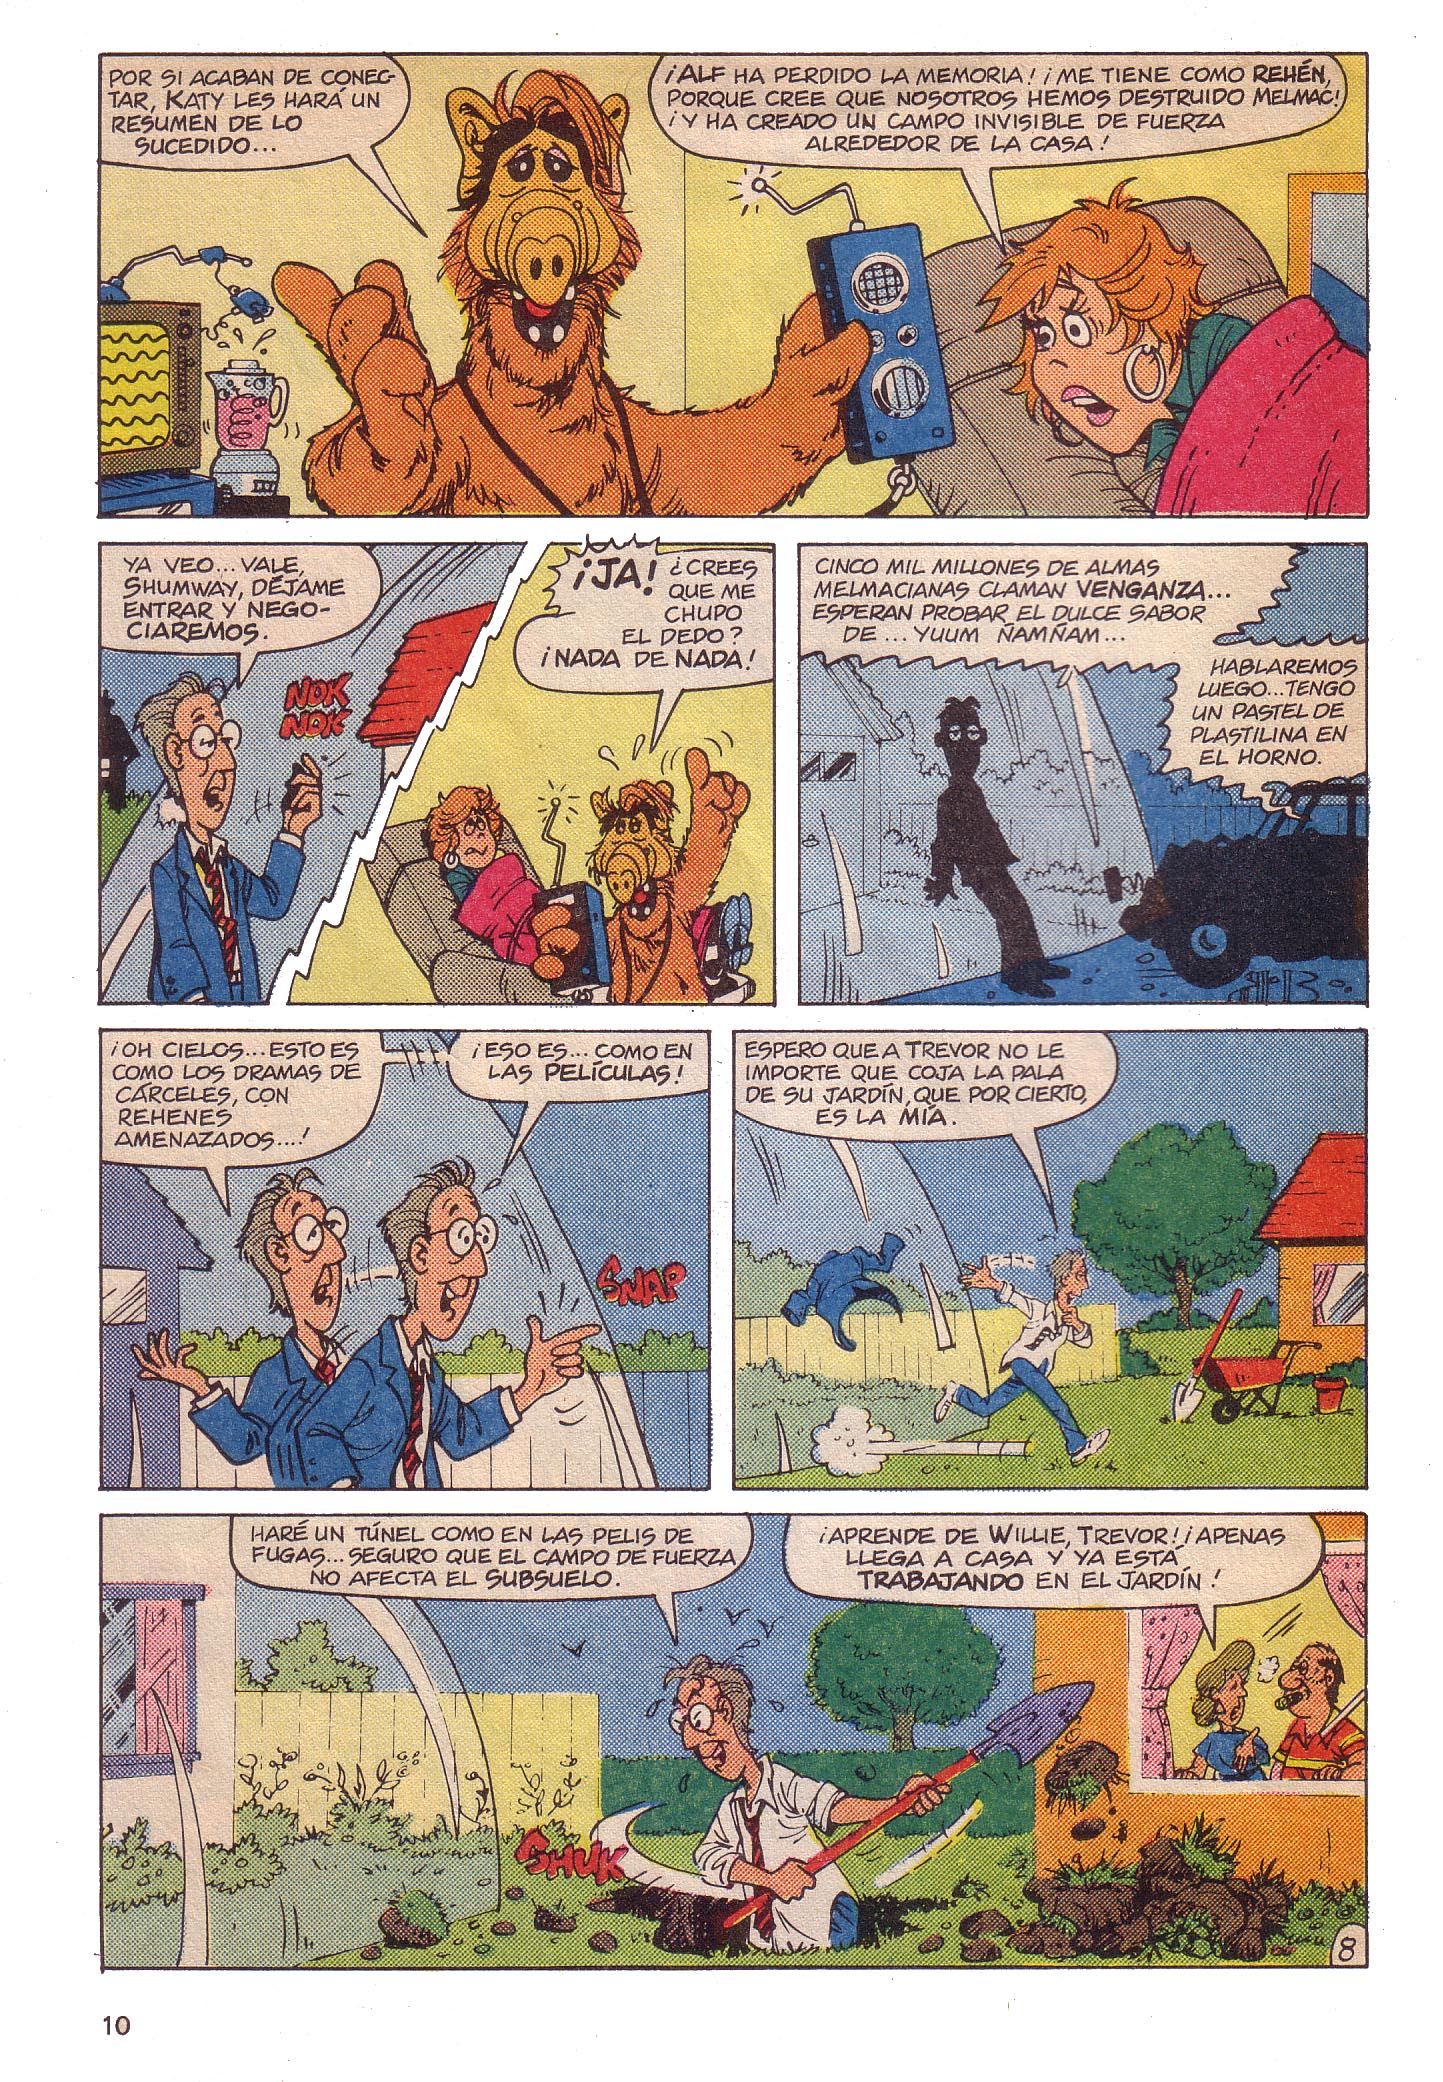 POR SI ACABAN DE CONEC-
TAR, KATY LES HARÁ UN
RESUMEN DE LO
SUCEDIDO...
¡ALF HA PERDIDO LA MEMORIA! ¡ME TIENE COMO REHÉN,
PORQUE CREE QUE NOSOTROS HEMOS DESTRUIDO MELMAC!
¡Y HA CREADO UN CAMPO INVISIBLE DE FUERZA
ALREDEDOR DE LA CASA!
YA VEO... VALE,
SHUMWAY, DÉJAME
ENTRAR Y NEGO-
CIAREMOS.
NOK
NOK
¡JA! ¿CREES
QUE ME
CHUPO
EL DEDO?
¡NADA DE NADA!
CINCO MIL MILLONES DE ALMAS
MELMACIANAS CLAMAN VENGANZA...
ESPERAN PROBAR EL DULCE SABOR
DE... YUUM ÑAMÑAM...
HABLAREMOS
LUEGO... TENGO
UN PASTEL DE
PLASTILINA EN
EL HORNO.
¡OH CIELOS... ESTO ES
COMO LOS DRAMAS DE
CÁRCELES, CON
REHENES
AMENAZADOS...!
¡ESO ES... COMO EN
LAS PELÍCULAS!
SNAP
ESPERO QUE A TREVOR NO LE
IMPORTE QUE COJA LA PALA
DE SU JARDÍN, QUE POR CIERTO,
ES LA MÍA.
HARÉ UN TÚNEL COMO EN LAS PELIS DE
FUGAS... SEGURO QUE EL CAMPO DE FUERZA
NO AFECTA EL SUBSUELO.
¡APRENDE DE WILLIE, TREVOR! ¡APENAS
LLEGA A CASA Y YA ESTÁ
TRABAJANDO EN EL JARDÍN!
SHUK
8
10